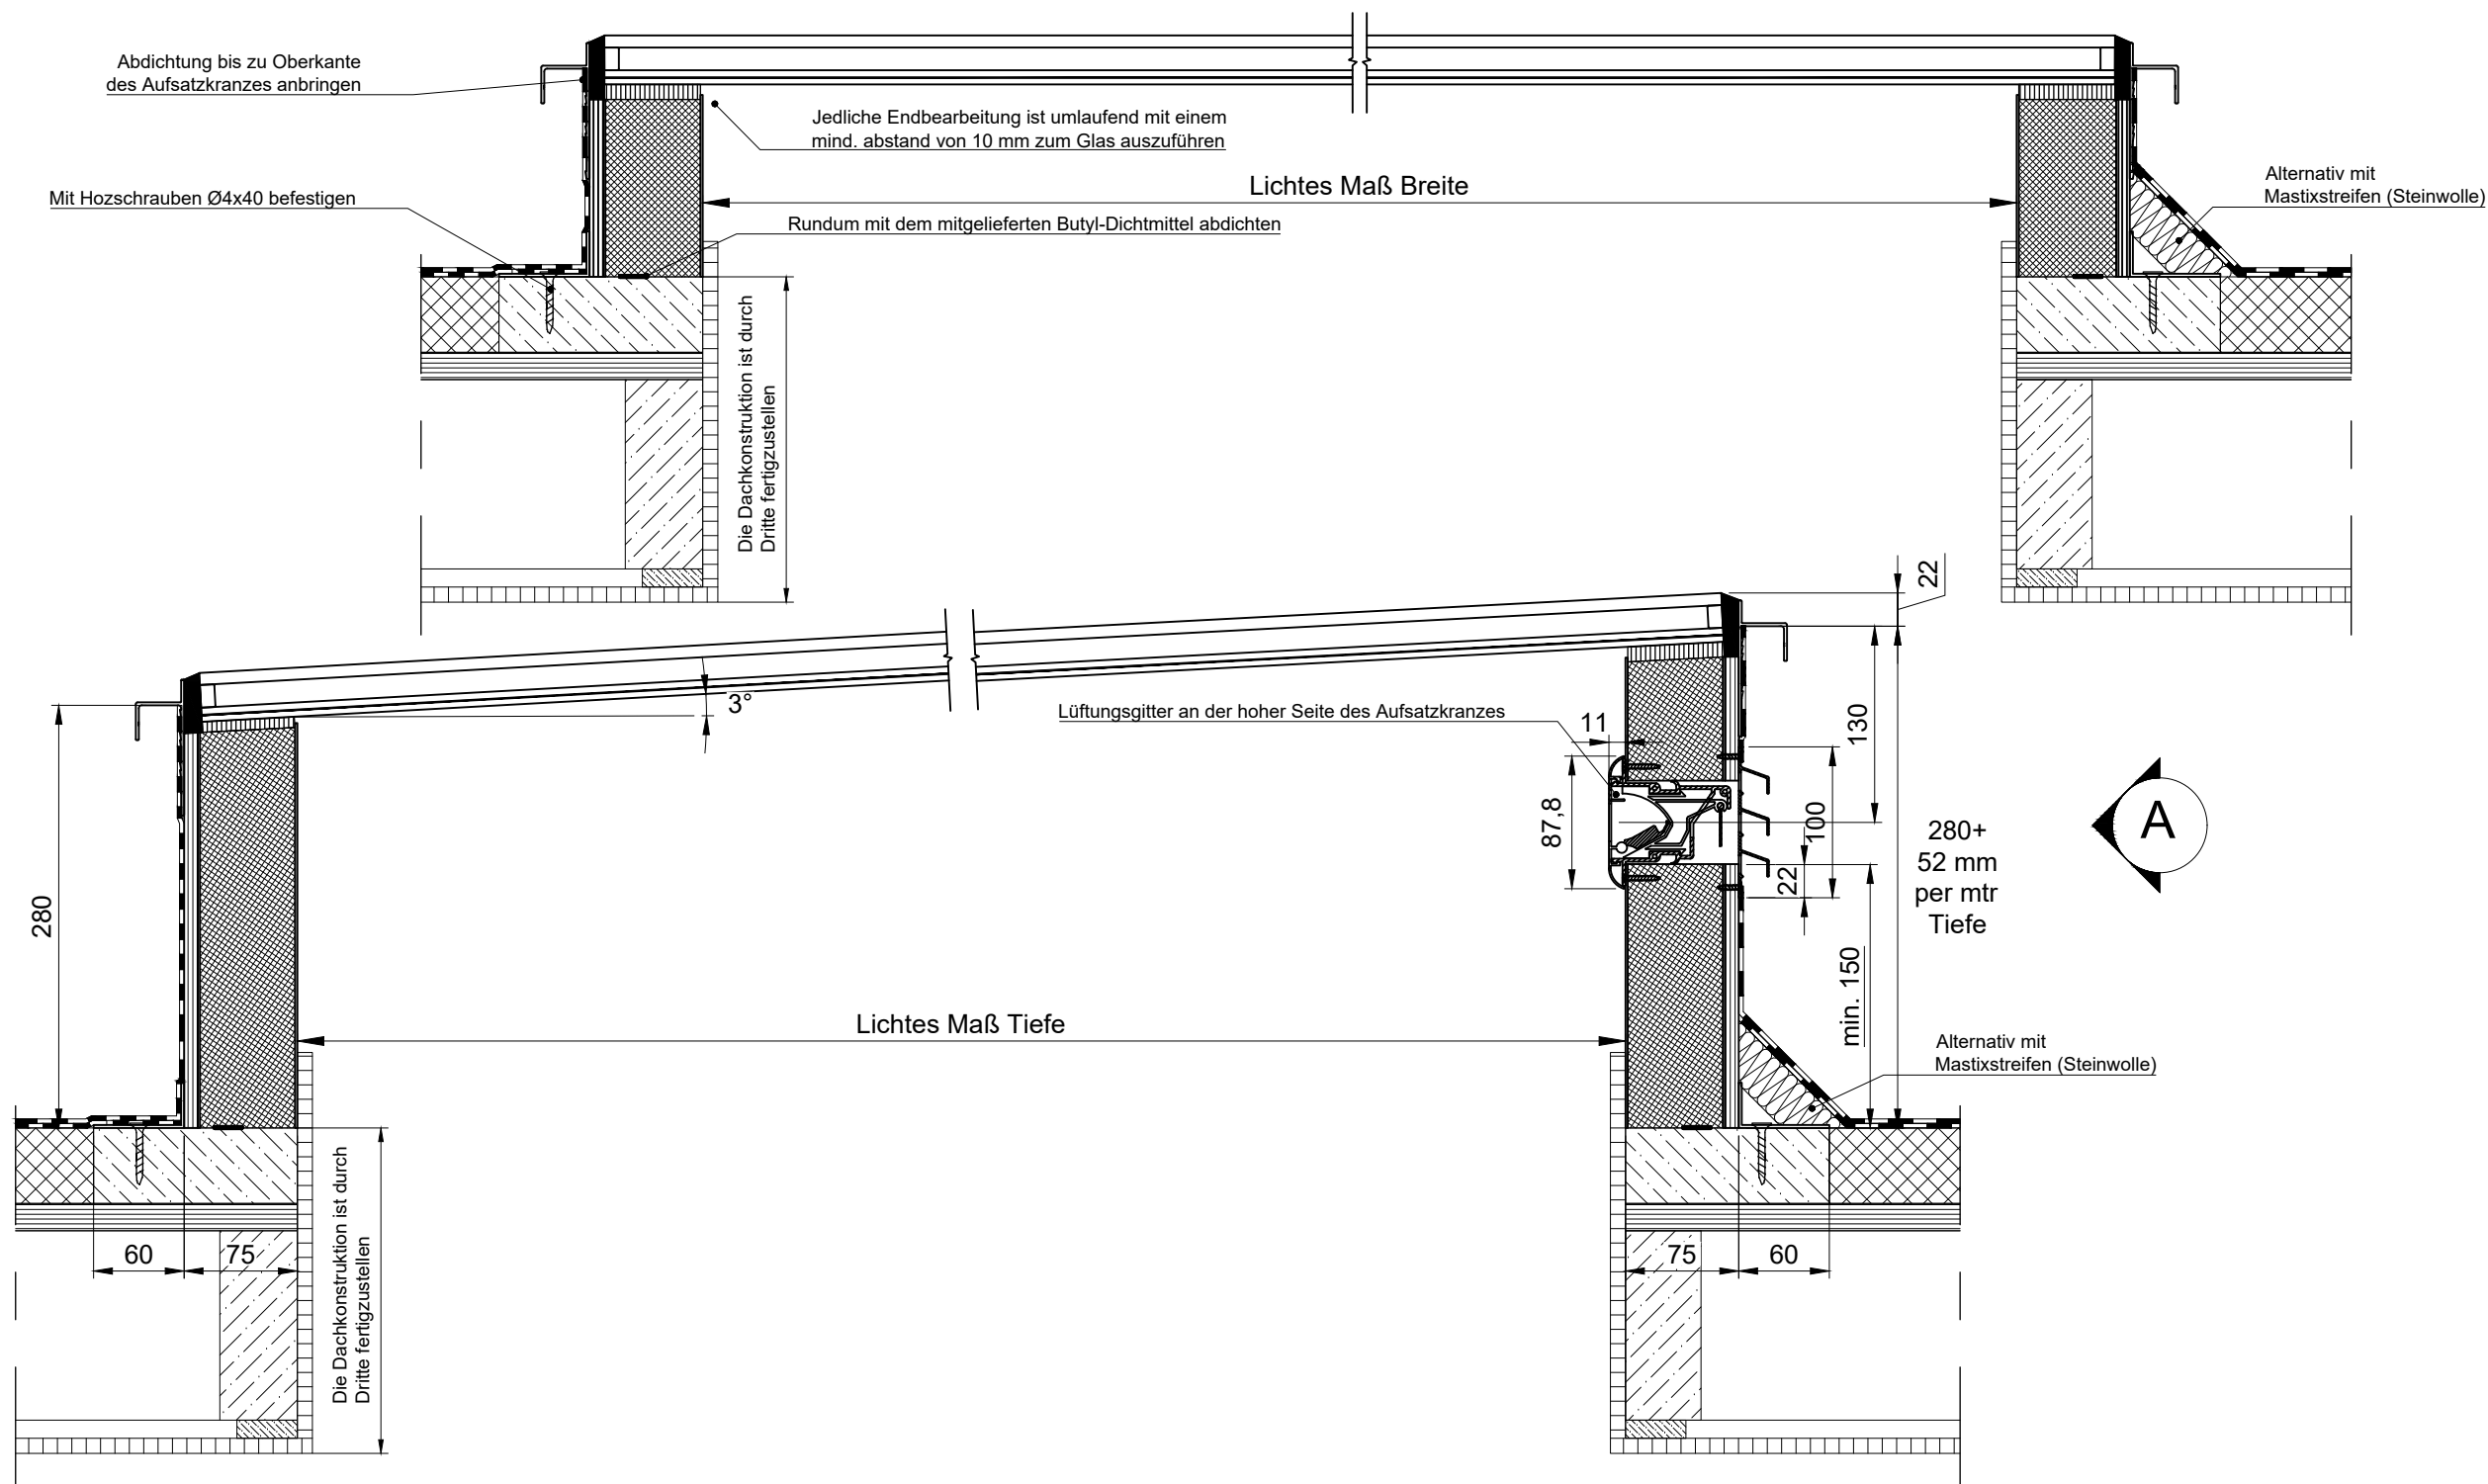 Abdichtung bis zu Oberkante
des Aufsatzkranzes anbringen
Jedliche Endbearbeitung ist umlaufend mit einem
mind. abstand von 10 mm zum Glas auszuführen
Mit Hozschrauben Ø4x40 befestigen
Lichtes Maß Breite
Alternativ mit
Mastixstreifen (Steinwolle)
Rundum mit dem mitgelieferten Butyl-Dichtmittel abdichten
Die Dachkonstruktion ist durch
Dritte fertigzustellen
22
3°
Lüftungsgitter an der hoher Seite des Aufsatzkranzes
11
130
87,8
100
22
280+
52 mm
per mtr
Tiefe
A
280
min. 150
Lichtes Maß Tiefe
Alternativ mit
Mastixstreifen (Steinwolle)
60
75
Die Dachkonstruktion ist durch
Dritte fertigzustellen
75
60